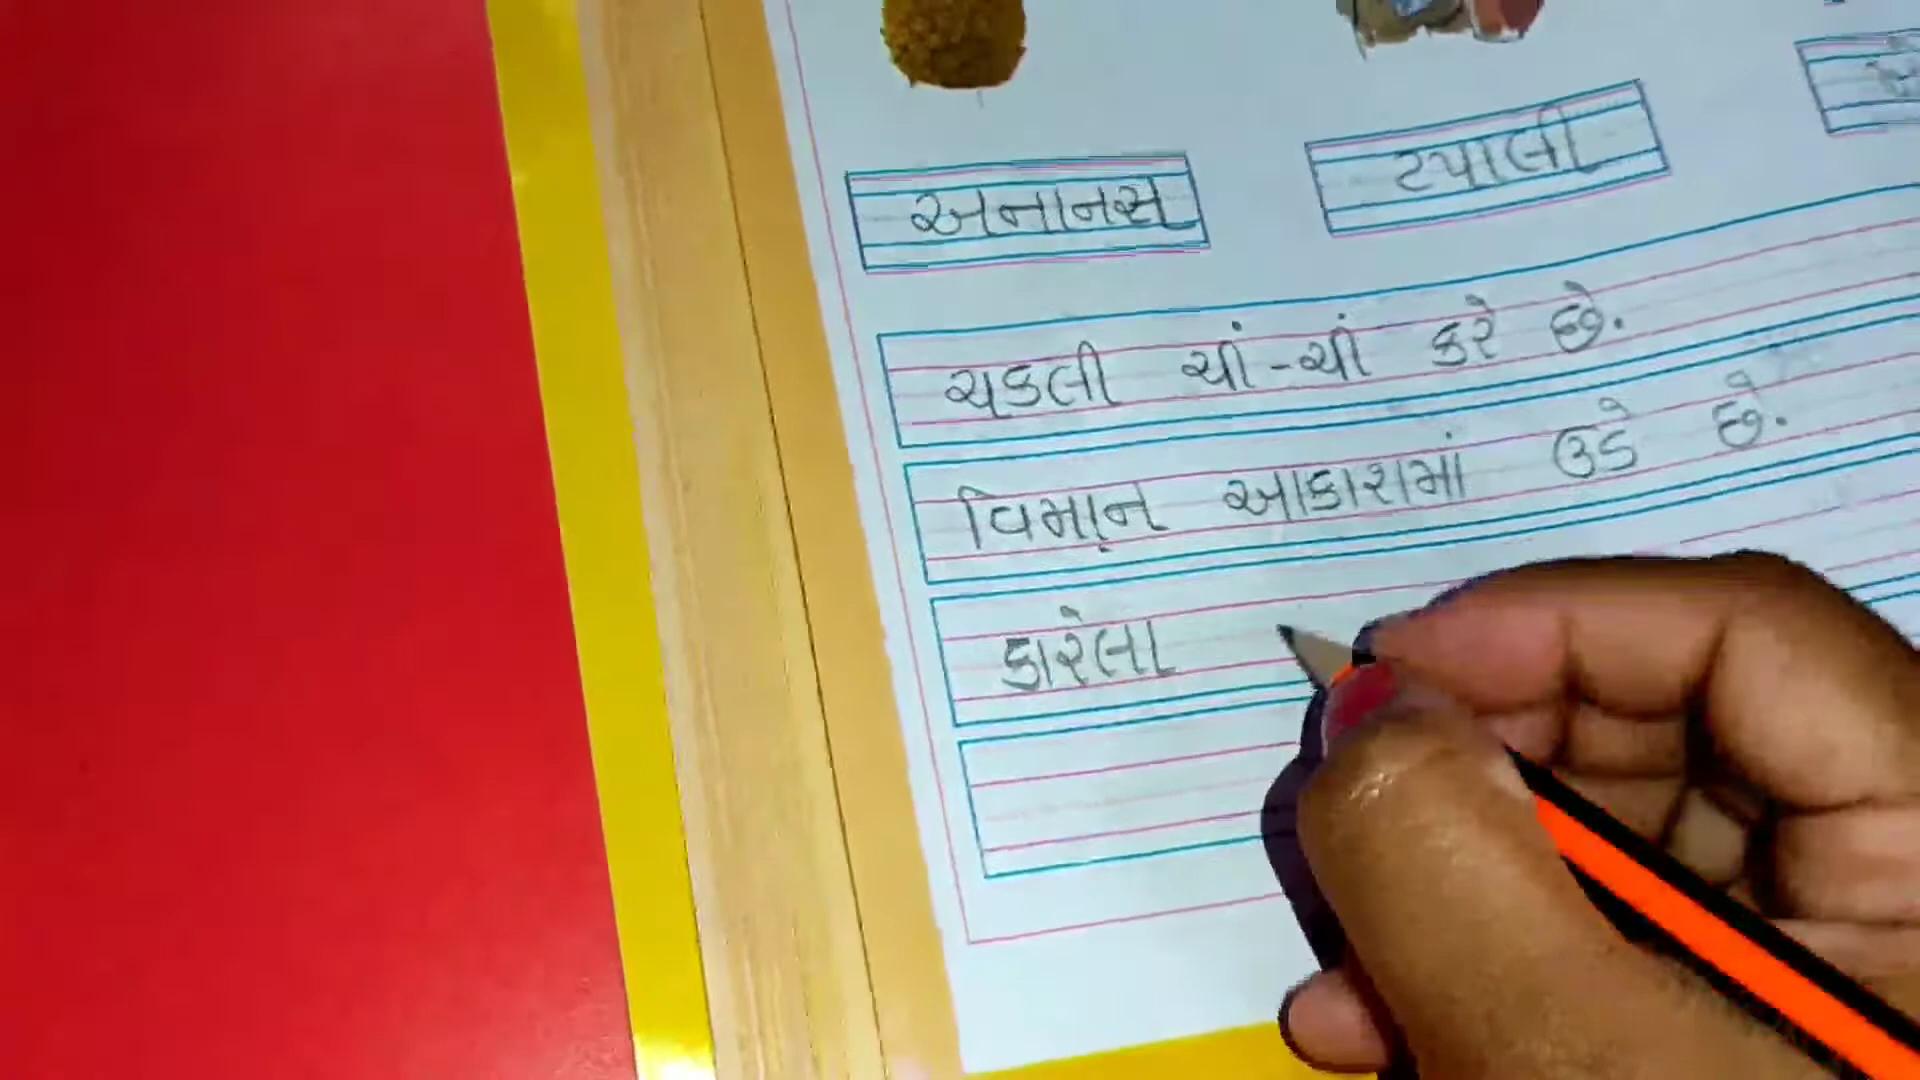 અનાનસ ટપાલી
ચકલી ચીં-ચીં કરે છે.
વિમાન આકાશમાં ઉડે છે.
કારેલા